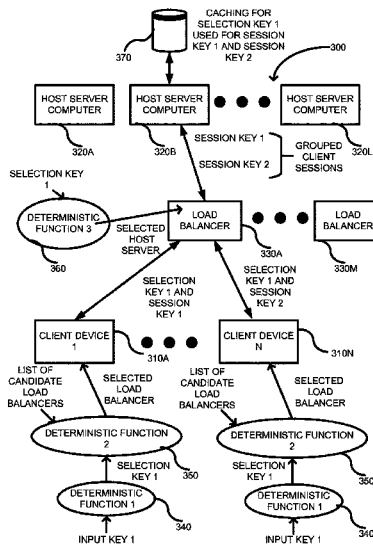 CACHING FOR
SELECTION KEY 1
USED FOR SESSION
KEY 1 AND SESSION
KEY 2
370
300
HOST SERVER
COMPUTER
HOST SERVER
COMPUTER
HOST SERVER
COMPUTER
320A
320B
320L
SESSION KEY 1
SESSION KEY 2
GROUPED
CLIENT
SESSIONS
SELECTION KEY
1
DETERMINISTIC
FUNCTION 3
360
SELECTED
HOST
SERVER
LOAD
BALANCER
330A
LOAD
BALANCER
330M
SELECTION
KEY 1 AND
SESSION
KEY 1
SELECTION
KEY 1 AND
SESSION
KEY 2
CLIENT DEVICE
1
310A
CLIENT DEVICE
N
310N
LIST OF
CANDIDATE
LOAD
BALANCERS
SELECTED
LOAD
BALANCER
LIST OF
CANDIDATE
LOAD
BALANCERS
SELECTED
LOAD
BALANCER
DETERMINISTIC FUNCTION
2
350
DETERMINISTIC FUNCTION
2
350
SELECTION
KEY 1
SELECTION
KEY 1
DETERMINISTIC
FUNCTION 1
340
DETERMINISTIC
FUNCTION 1
340
INPUT KEY 1
INPUT KEY 1